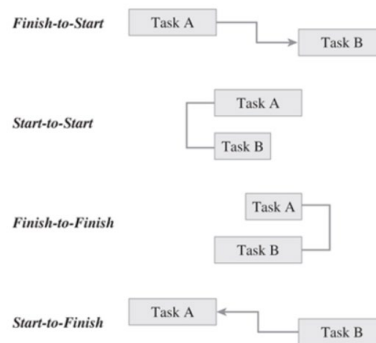 Finish-to-Start
Task A
Task B
Start-to-Start
Task A
Task B
Finish-to-Finish
Task A
Task B
Start-to-Finish
Task A
Task B